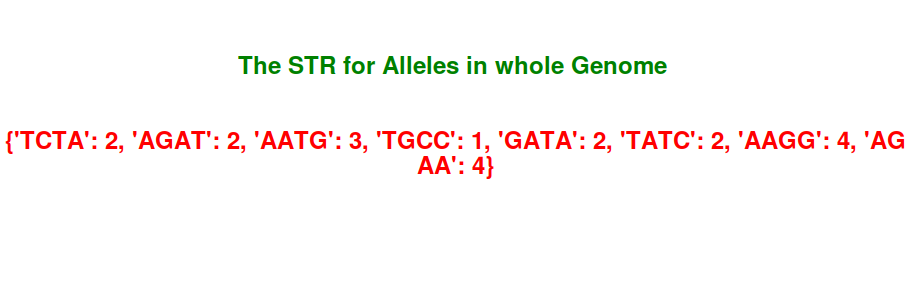 The STR for Alleles in whole Genome
{'TCTA': 2, 'AGAT': 2, 'AATG': 3, 'TGCC': 1, 'GATA': 2, 'TATC': 2, 'AAGG': 4, 'AG
AA': 4}